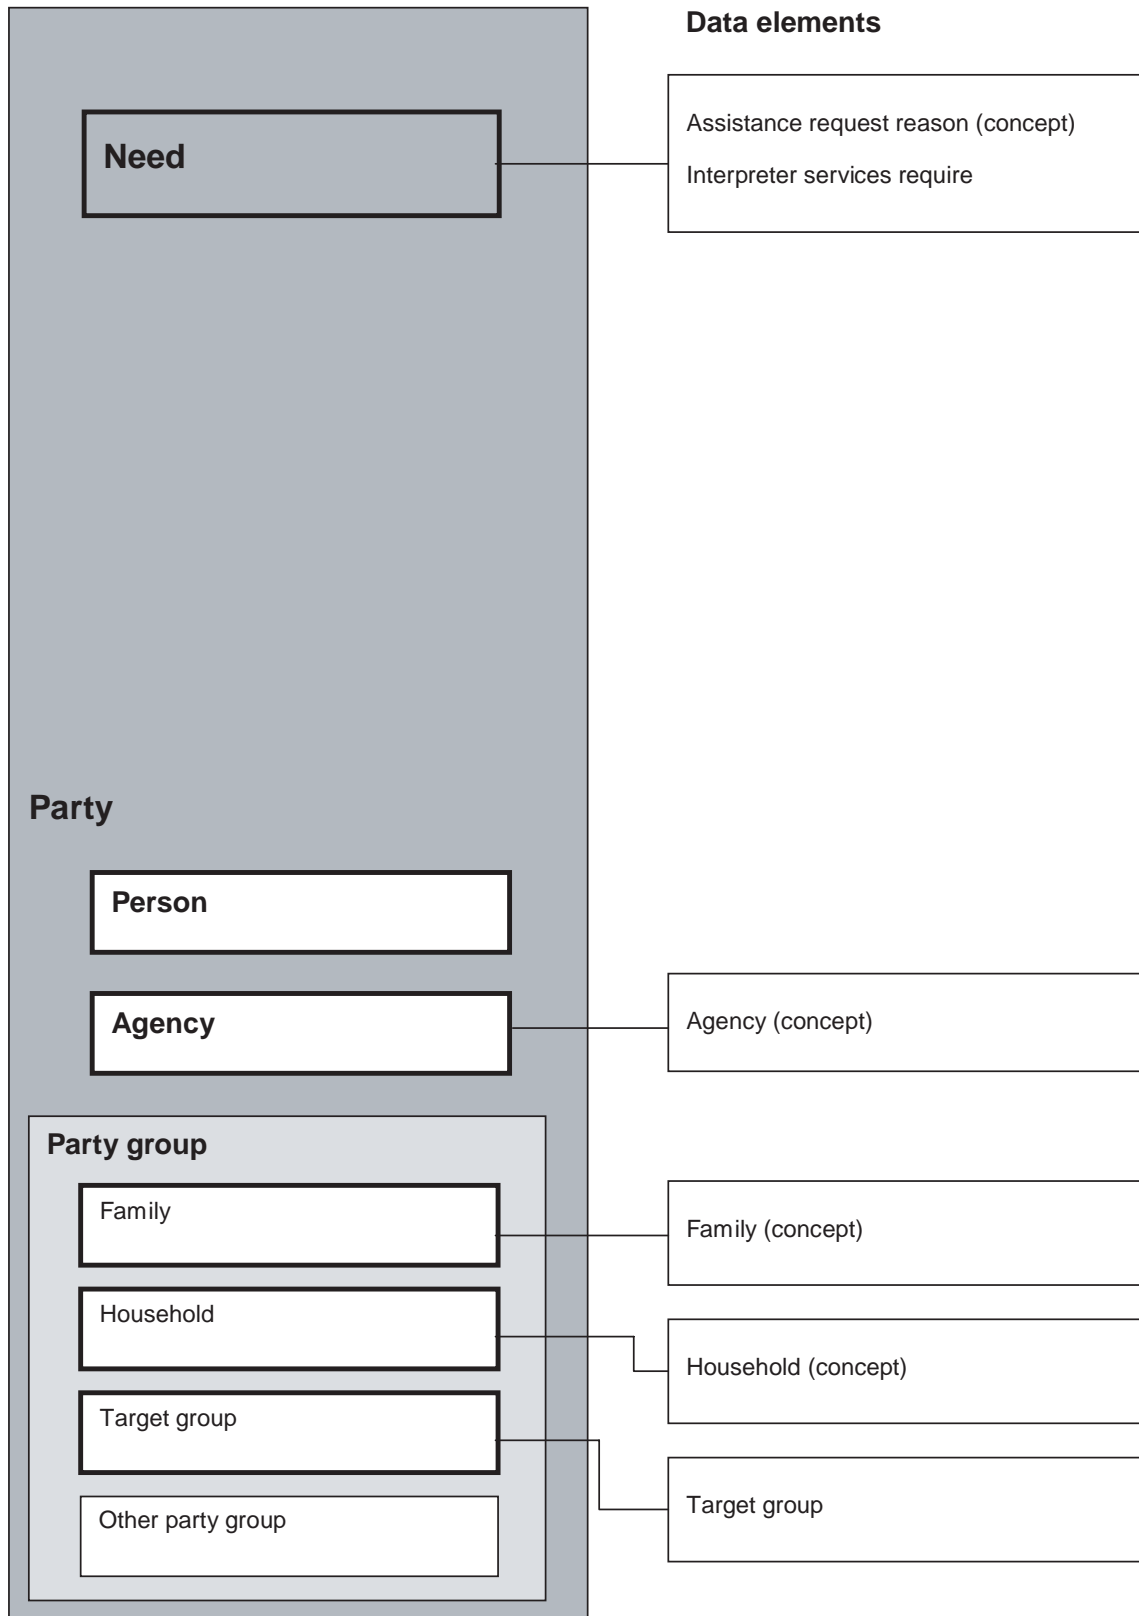 Data elements
Need
Assistance request reason (concept)
Interpreter services require
Party
Person
Agency
Agency (concept)
Party group
Family
Family (concept)
Household
Household (concept)
Target group
Target group
Other party group